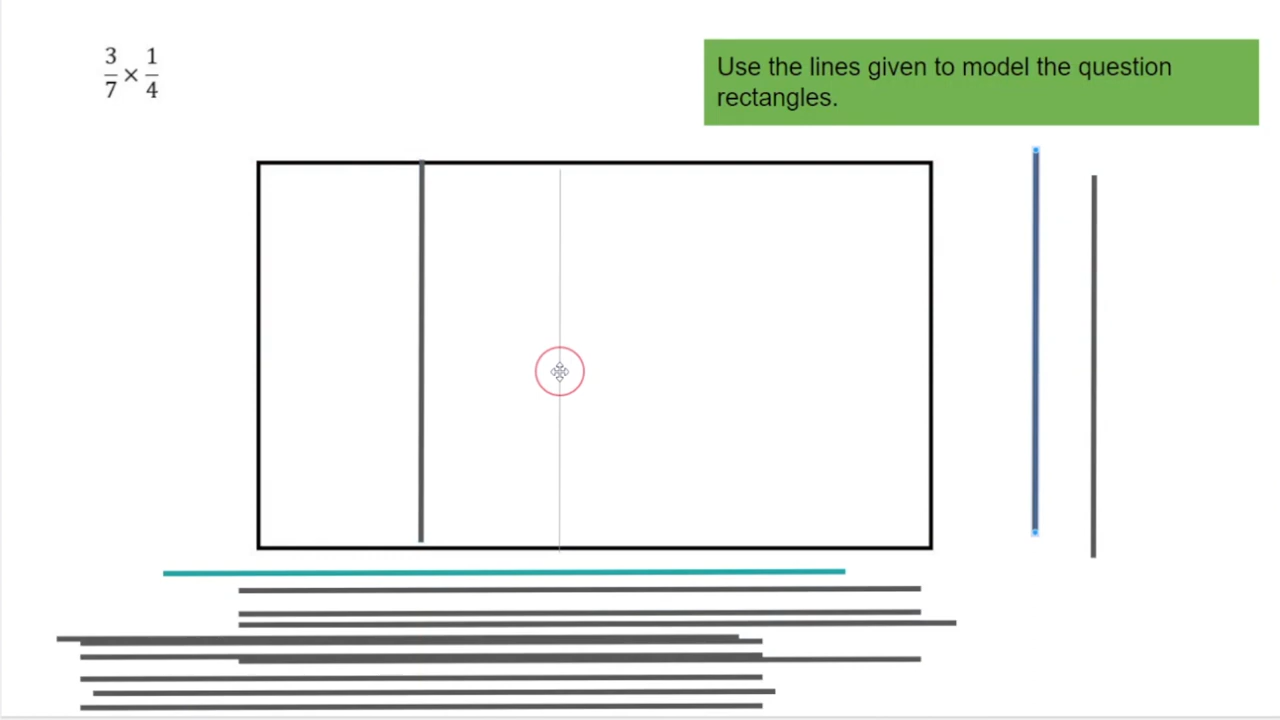 3/7 × 1/4
Use the lines given to model the question
rectangles.